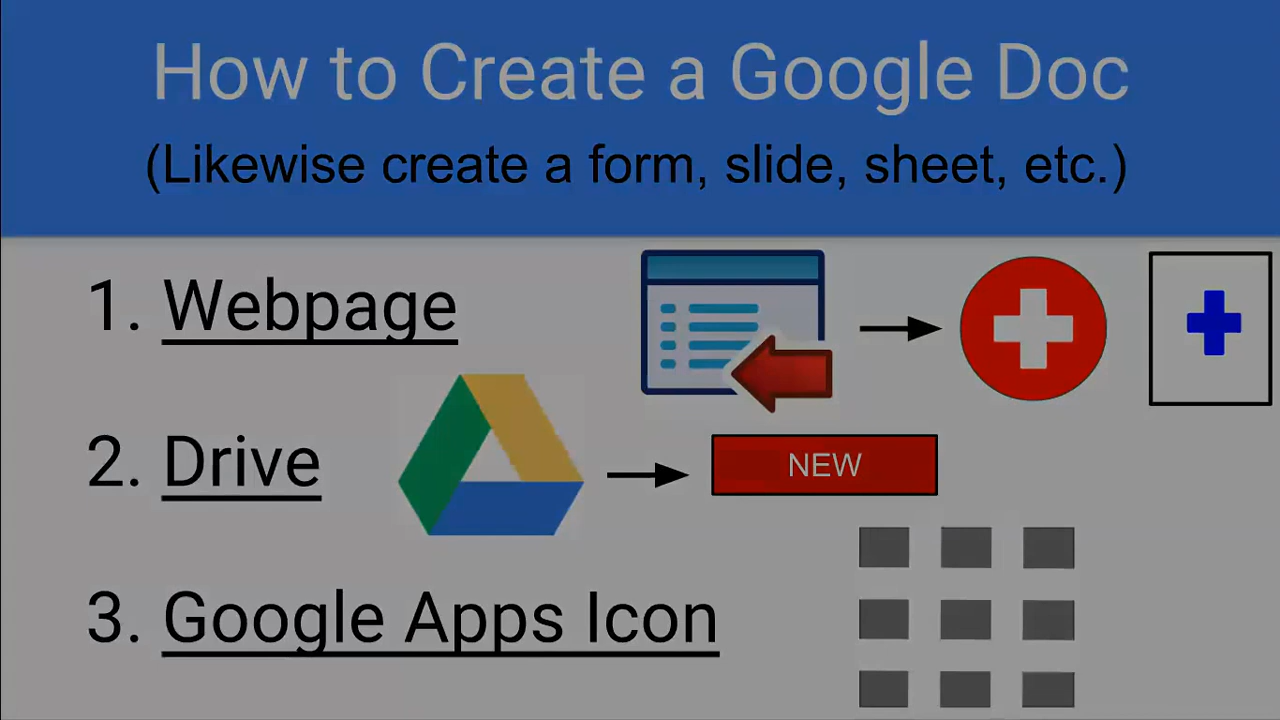 How to Create a Google Doc
(Likewise create a form, slide, sheet, etc.)
1. Webpage
2. Drive
NEW
3. Google Apps Icon